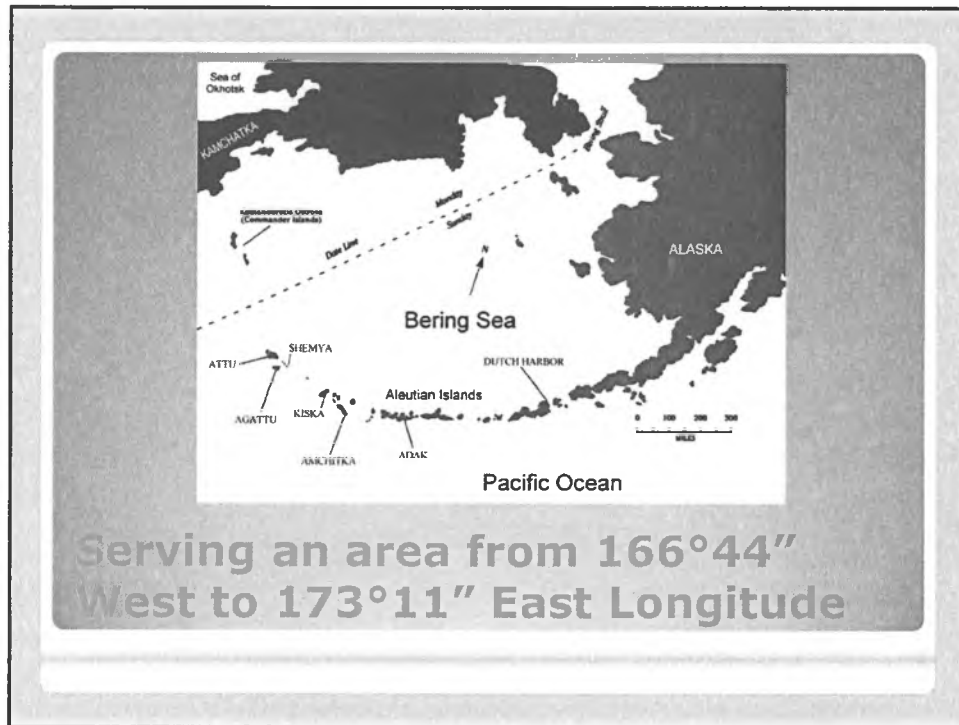 Sea of
Okhotsk
KAMCHATKA
(Commander Islands)
Date Line
Monday
Sunday
N
ALASKA
Bering Sea
ATTU
SHEMYA
DUTCH HARBOR
AGATTU
KISKA
Aleutian Islands
AMCHITKA
ADAK
0 100 200 300
MILES
Pacific Ocean
Serving an area from 166°44”
West to 173°11” East Longitude